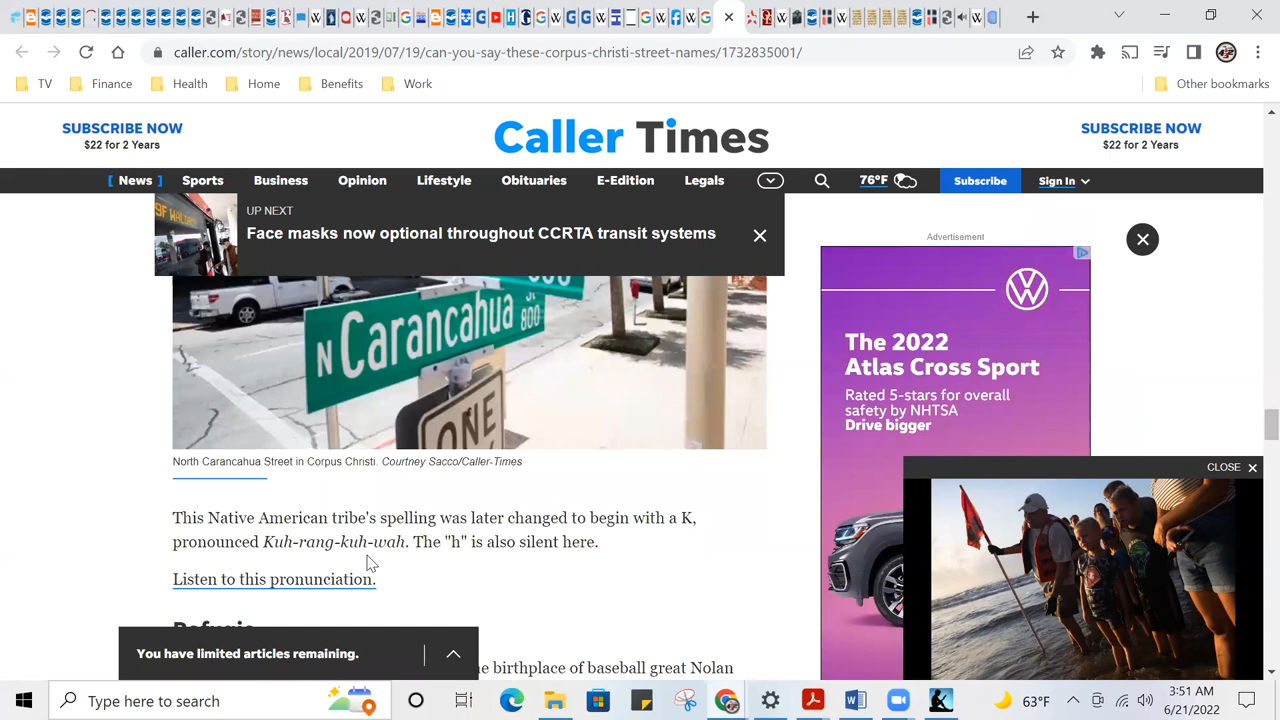 caller.com/story/news/local/2019/07/19/can-you-say-these-corpus-christi-street-names/1732835001/
TV Finance Health Home Benefits Work Other bookmarks
SUBSCRIBE NOW
$22 for 2 Years
Caller Times
SUBSCRIBE NOW
$22 for 2 Years
[ News ] Sports Business Opinion Lifestyle Obituaries E-Edition Legals 76°F Subscribe Sign In
UP NEXT
Face masks now optional throughout CCRTA transit systems
N Carancahua St 800
ONE
North Carancahua Street in Corpus Christi. Courtney Sacco/Caller-Times
This Native American tribe's spelling was later changed to begin with a K,
pronounced Kuh-rang-kuh-wah. The "h" is also silent here.
Listen to this pronunciation.
Refugio
e birthplace of baseball great Nolan
You have limited articles remaining.
Advertisement
The 2022
Atlas Cross Sport
Rated 5-stars for overall
safety by NHTSA
Drive bigger
CLOSE
Type here to search
63°F
3:51 AM
6/21/2022